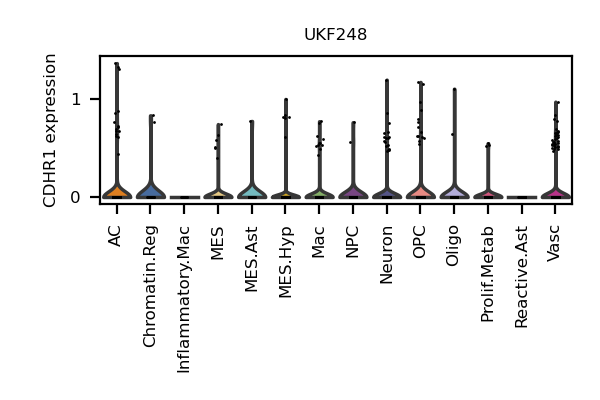 UKF248
CDHR1 expression
1
0
AC
Chromatin.Reg
Inflammatory.Mac
MES
MES.Ast
MES.Hyp
Mac
NPC
Neuron
OPC
Oligo
Prolif.Metab
Reactive.Ast
Vasc